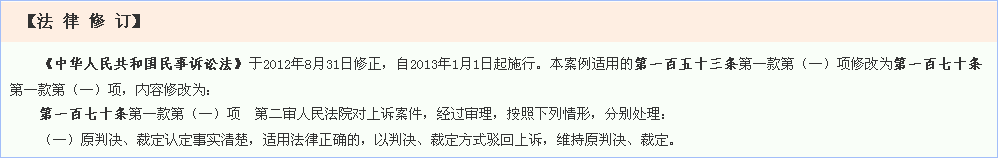 【法 律 修 订】
《中华人民共和国民事诉讼法》于2012年8月31日修正，自2013年1月1日起施行。本案例适用的第一百五十三条第一款第（一）项修改为第一百七十条
第一款第（一）项，内容修改为：
第一百七十条第一款第（一）项　第二审人民法院对上诉案件，经过审理，按照下列情形，分别处理：
（一）原判决、裁定认定事实清楚，适用法律正确的，以判决、裁定方式驳回上诉，维持原判决、裁定。